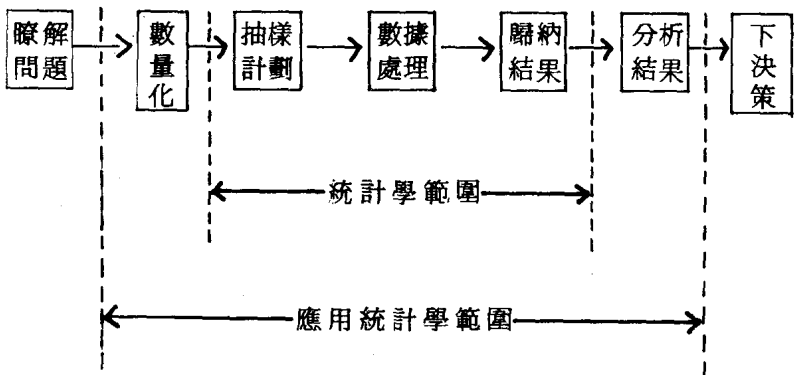 瞭解
問題
數
量
化
抽樣
計劃
數據
處理
歸納
結果
分析
結果
下
決
策
統計學範圍
應用統計學範圍